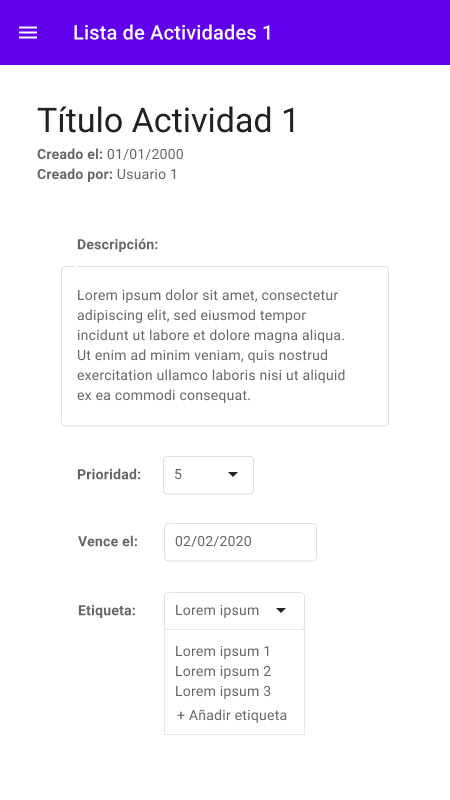 Lista de Actividades 1
Título Actividad 1
Creado el: 01/01/2000
Creado por: Usuario 1
Descripción:
Lorem ipsum dolor sit amet, consectetur
adipiscing elit, sed eiusmod tempor
incidunt ut labore et dolore magna aliqua.
Ut enim ad minim veniam, quis nostrud
exercitation ullamco laboris nisi ut aliquid
ex ea commodi consequat.
Prioridad: 5
Vence el: 02/02/2020
Etiqueta: Lorem ipsum
Lorem ipsum 1
Lorem ipsum 2
Lorem ipsum 3
+ Añadir etiqueta